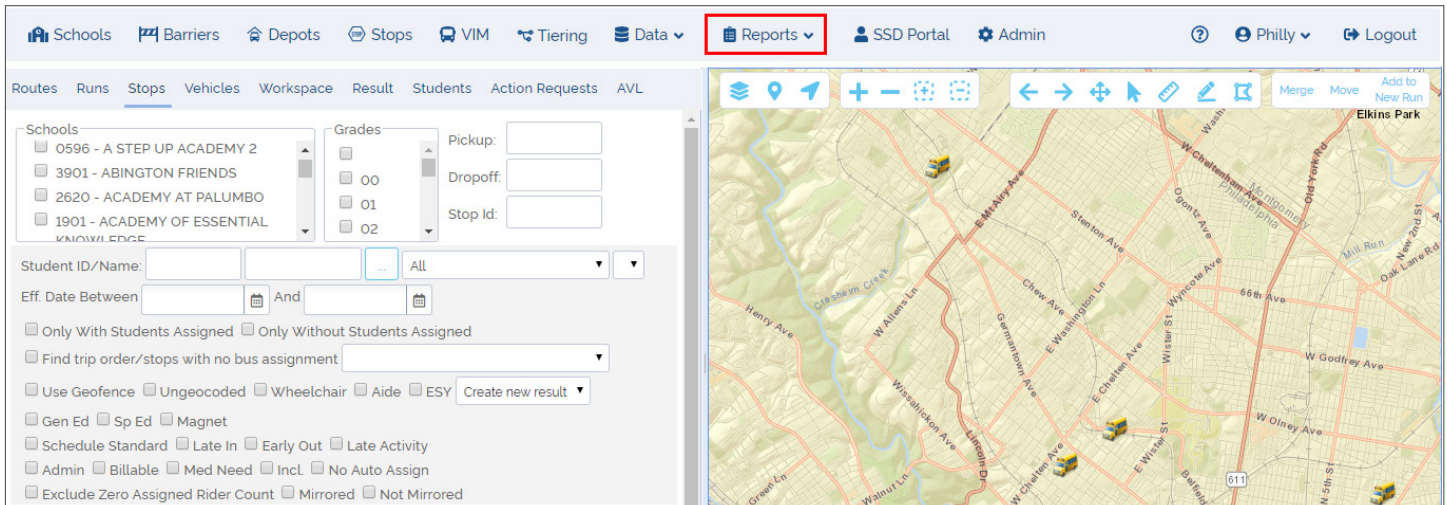 Schools Barriers Depots Stops VIM Tiering Data Reports SSD Portal Admin Philly Logout
Routes Runs Stops Vehicles Workspace Result Students Action Requests AVL
Schools
0596 - A STEP UP ACADEMY 2
3901 - ABINGTON FRIENDS
2620 - ACADEMY AT PALUMBO
1901 - ACADEMY OF ESSENTIAL
KNOWLEDGE
Grades
00
01
02
Pickup:
Dropoff:
Stop Id:
Student ID/Name: ... All
Eff. Date Between And
Only With Students Assigned Only Without Students Assigned
Find trip order/stops with no bus assignment
Use Geofence Ungeocoded Wheelchair Aide ESY Create new result
Gen Ed Sp Ed Magnet
Schedule Standard Late In Early Out Late Activity
Admin Billable Med Need Incl. No Auto Assign
Exclude Zero Assigned Rider Count Mirrored Not Mirrored
Merge Move Add to
New Run
Elkins Park
Washi
W Cheltenham Ave
Old York Rd
Montgomery
Philadelphia
Ogontz Ave
E Mt Airy Ave
Stenton Ave
New 2nd St
Mill Run
Oak Lane Rd
Cresheim Creek
W Allens Ln
Chew Ave
E Washington Ln
Wyncote Ave
66th Ave
Henry Ave
Germantown Ave
Wister St
E Chelten Ave
W Godfrey Ave
Wissahickon Ave
W Olney Ave
Lincoln Dr
E Wister St
W Chelten Ave
Green Ln
Walnut Ln
Belfield
611
N 5th St